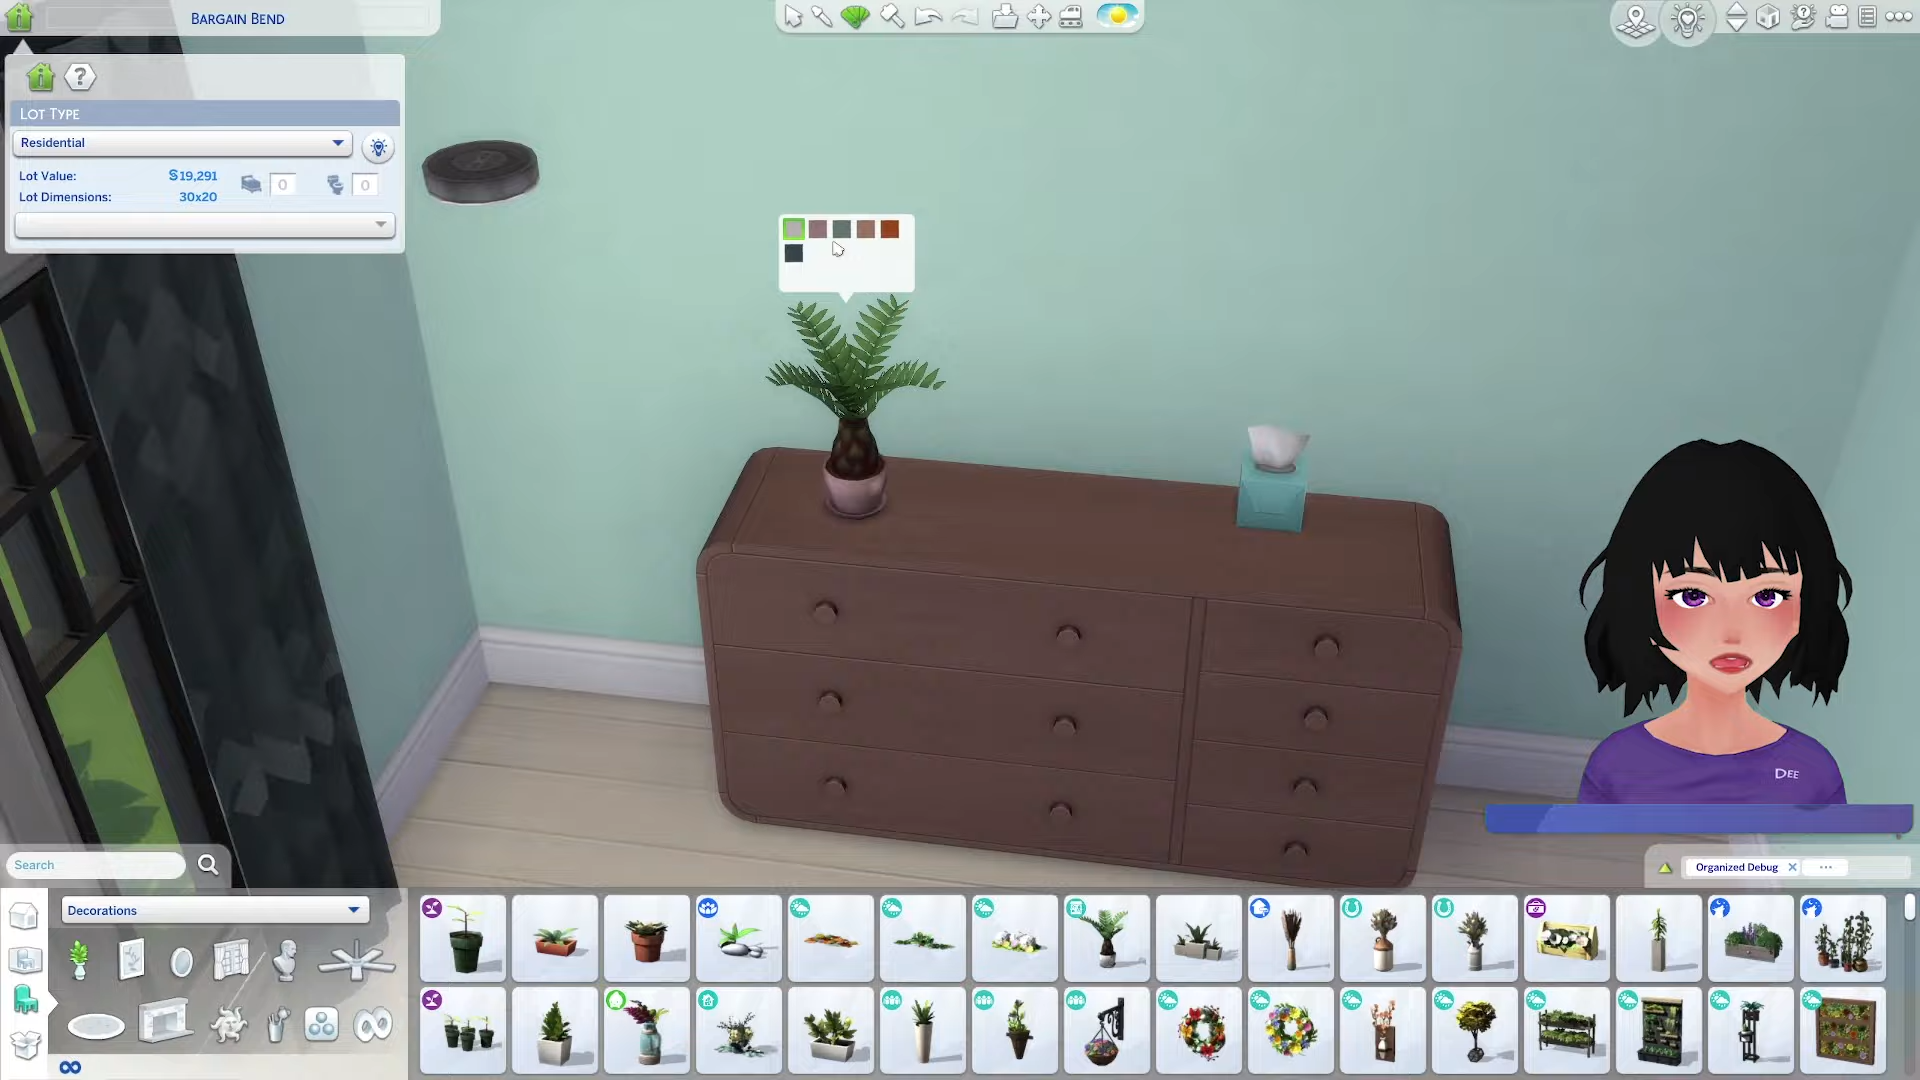 BARGAIN BEND
LOT TYPE
Residential
Lot Value: §19,291
0
0
Lot Dimensions: 30x20
DEE
Search
Organized Debug
Decorations